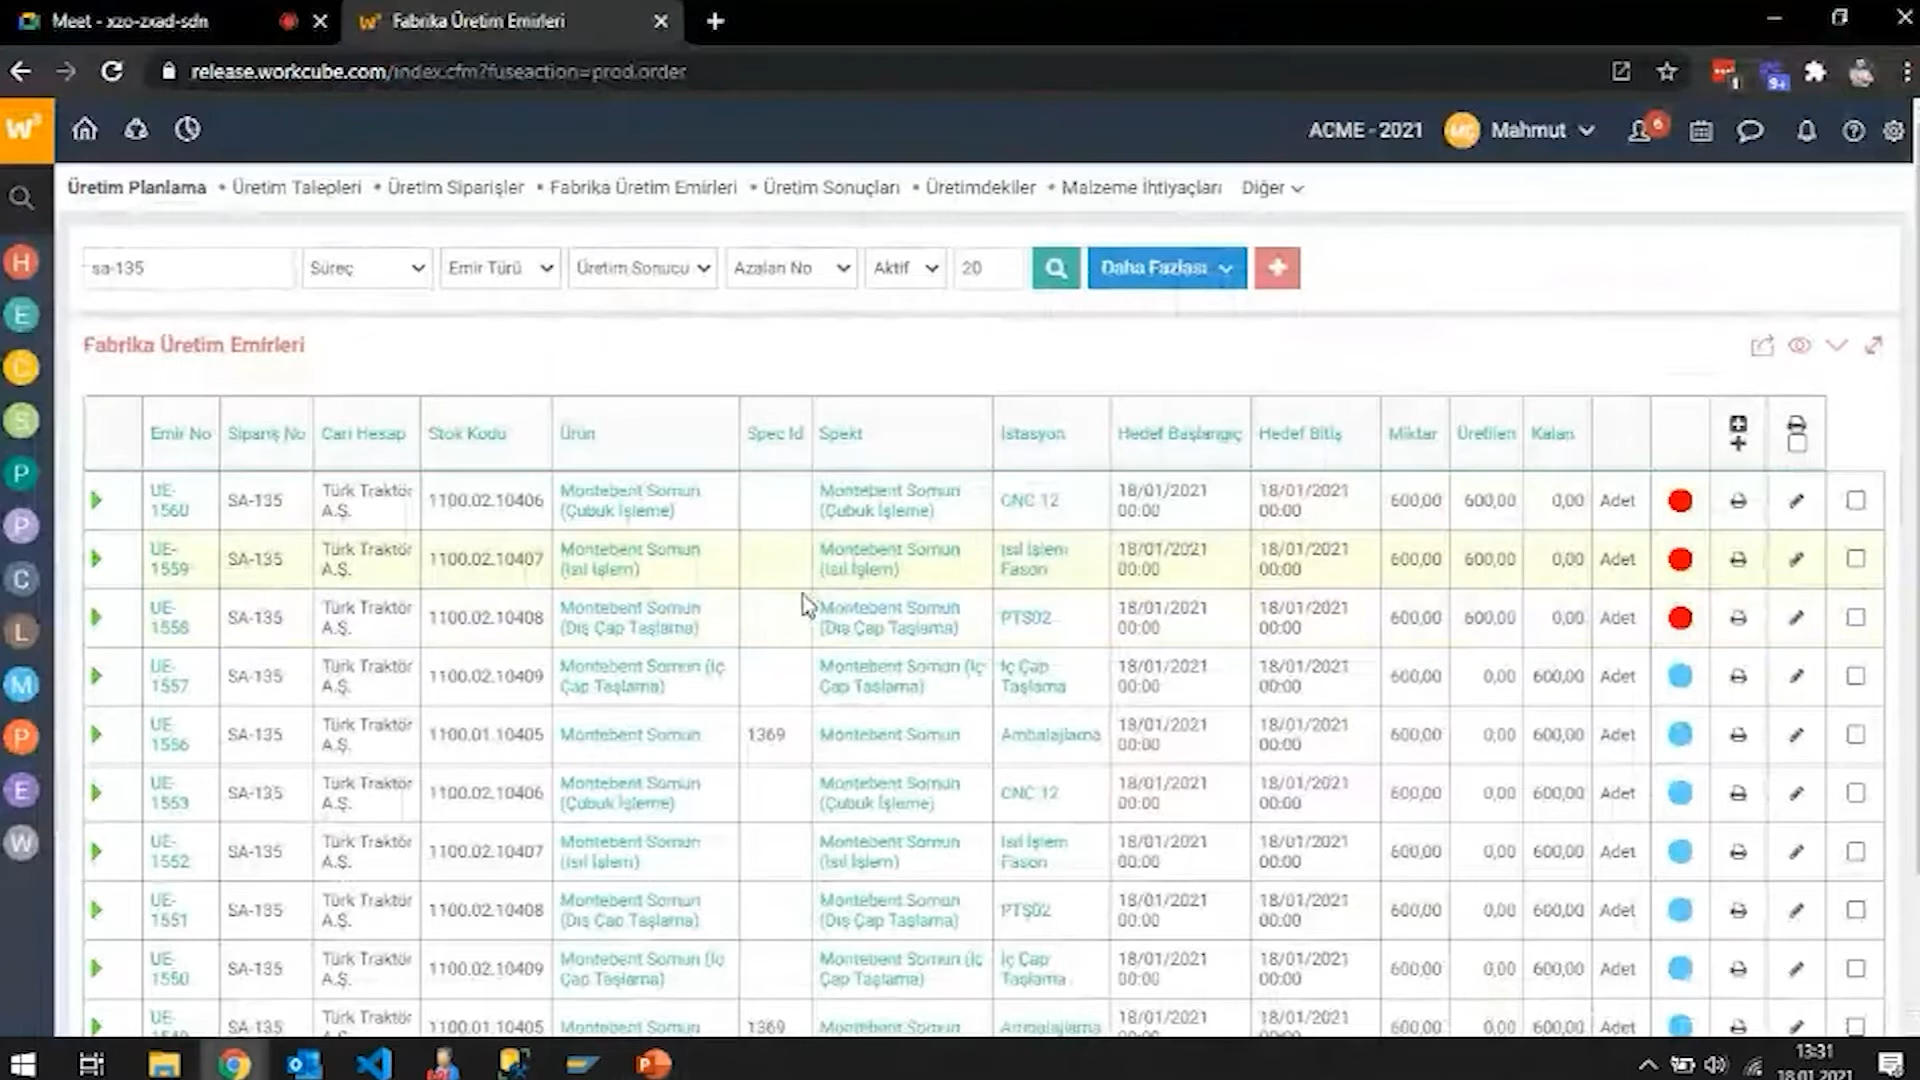 Meet - xzo-zxad-sdn
Fabrika Üretim Emirleri
release.workcube.com/index.cfm?fuseaction=prod.order
1
9+
W3
ACME - 2021
MC
Mahmut
6
Üretim Planlama • Üretim Talepleri • Üretim Siparişler • Fabrika Üretim Emirleri • Üretim Sonuçları • Üretimdekiler • Malzeme İhtiyaçları Diğer
sa-135
Süreç
Emir Türü
Üretim Sonucu
Azalan No
Aktif
20
Daha Fazlası
H
E
C
S
P
P
C
L
M
P
E
W
Fabrika Üretim Emirleri
Emir No Sipariş No Cari Hesap Stok Kodu Ürün Spec Id Spekt İstasyon Hedef Başlangıç Hedef Bitiş Miktar Üretilen Kalan
UE-1560 SA-135 Türk Traktör A.Ş. 1100.02.10406 Montebent Somun (Çubuk İşleme) Montebent Somun (Çubuk İşleme) CNC 12 18/01/2021 00:00 18/01/2021 00:00 600,00 600,00 0,00 Adet
UE-1559 SA-135 Türk Traktör A.Ş. 1100.02.10407 Montebent Somun (Isıl İşlem) Montebent Somun (Isıl İşlem) Isıl İşlem Fason 18/01/2021 00:00 18/01/2021 00:00 600,00 600,00 0,00 Adet
UE-1558 SA-135 Türk Traktör A.Ş. 1100.02.10408 Montebent Somun (Dış Çap Taşlama) Montebent Somun (Dış Çap Taşlama) PTS02 18/01/2021 00:00 18/01/2021 00:00 600,00 600,00 0,00 Adet
UE-1557 SA-135 Türk Traktör A.Ş. 1100.02.10409 Montebent Somun (İç Çap Taşlama) Montebent Somun (İç Çap Taşlama) İç Çap Taşlama 18/01/2021 00:00 18/01/2021 00:00 600,00 0,00 600,00 Adet
UE-1556 SA-135 Türk Traktör A.Ş. 1100.01.10405 Montebent Somun 1369 Montebent Somun Ambalajlama 18/01/2021 00:00 18/01/2021 00:00 600,00 0,00 600,00 Adet
UE-1553 SA-135 Türk Traktör A.Ş. 1100.02.10406 Montebent Somun (Çubuk İşleme) Montebent Somun (Çubuk İşleme) CNC 12 18/01/2021 00:00 18/01/2021 00:00 600,00 0,00 600,00 Adet
UE-1552 SA-135 Türk Traktör A.Ş. 1100.02.10407 Montebent Somun (Isıl İşlem) Montebent Somun (Isıl İşlem) Isıl İşlem Fason 18/01/2021 00:00 18/01/2021 00:00 600,00 0,00 600,00 Adet
UE-1551 SA-135 Türk Traktör A.Ş. 1100.02.10408 Montebent Somun (Dış Çap Taşlama) Montebent Somun (Dış Çap Taşlama) PTS02 18/01/2021 00:00 18/01/2021 00:00 600,00 0,00 600,00 Adet
UE-1550 SA-135 Türk Traktör A.Ş. 1100.02.10409 Montebent Somun (İç Çap Taşlama) Montebent Somun (İç Çap Taşlama) İç Çap Taşlama 18/01/2021 00:00 18/01/2021 00:00 600,00 0,00 600,00 Adet
UE- SA-135 Türk Traktör A.Ş. 1100.01.10405 Montebent Somun 1369 Montebent Somun Ambalajlama 18/01/2021 18/01/2021 600,00 0,00 600,00 Adet
13:31
18.01.2021